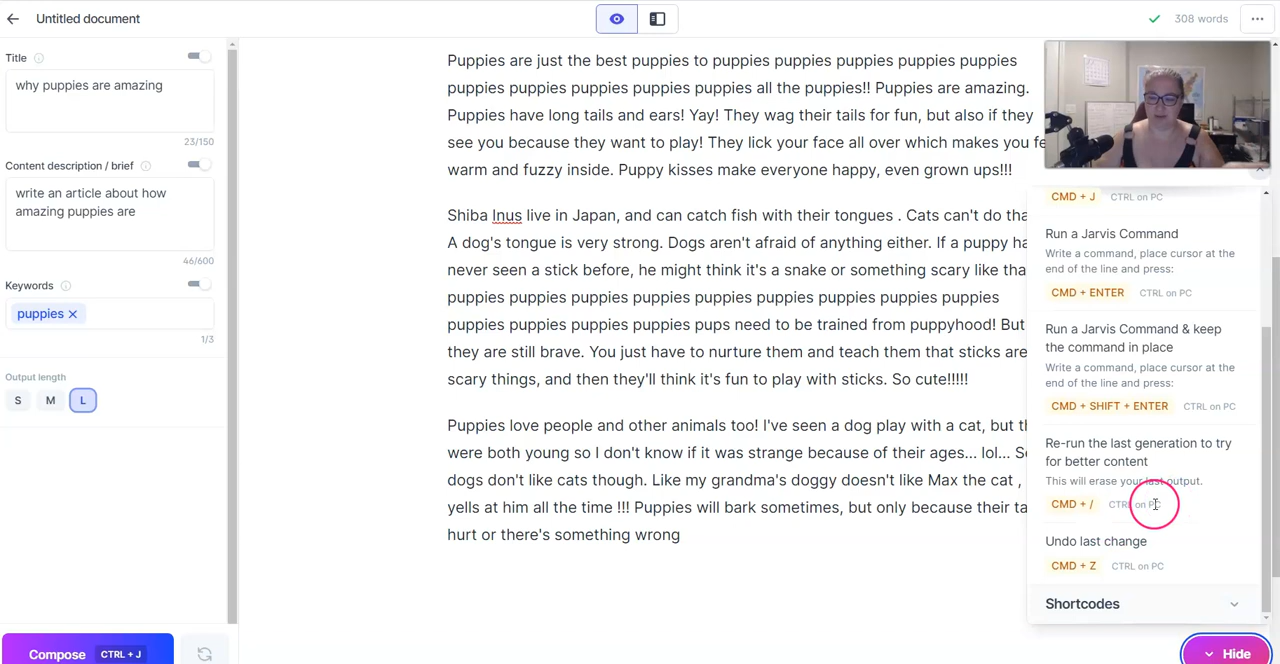 Untitled document
308 words
Title
why puppies are amazing
23/150
Content description / brief
write an article about how
amazing puppies are
46/600
Keywords
puppies
1/3
Output length
S M L
Compose CTRL + J
Puppies are just the best puppies to puppies puppies puppies puppies puppies
puppies puppies puppies puppies puppies all the puppies!! Puppies are amazing.
Puppies have long tails and ears! Yay! They wag their tails for fun, but also if they
see you because they want to play! They lick your face all over which makes you fe
warm and fuzzy inside. Puppy kisses make everyone happy, even grown ups!!!
Shiba Inus live in Japan, and can catch fish with their tongues . Cats can't do tha
A dog's tongue is very strong. Dogs aren't afraid of anything either. If a puppy ha
never seen a stick before, he might think it's a snake or something scary like tha
puppies puppies puppies puppies puppies puppies puppies puppies puppies
puppies puppies puppies puppies pups need to be trained from puppyhood! But
they are still brave. You just have to nurture them and teach them that sticks are
scary things, and then they'll think it's fun to play with sticks. So cute!!!!!
Puppies love people and other animals too! I've seen a dog play with a cat, but th
were both young so I don't know if it was strange because of their ages... lol... So
dogs don't like cats though. Like my grandma's doggy doesn't like Max the cat ,
yells at him all the time !!! Puppies will bark sometimes, but only because their ta
hurt or there's something wrong
CMD + J CTRL on PC
Run a Jarvis Command
Write a command, place cursor at the
end of the line and press:
CMD + ENTER CTRL on PC
Run a Jarvis Command & keep
the command in place
Write a command, place cursor at the
end of the line and press:
CMD + SHIFT + ENTER CTRL on PC
Re-run the last generation to try
for better content
This will erase your last output.
CMD + / CTRL on PC
Undo last change
CMD + Z CTRL on PC
Shortcodes
Hide